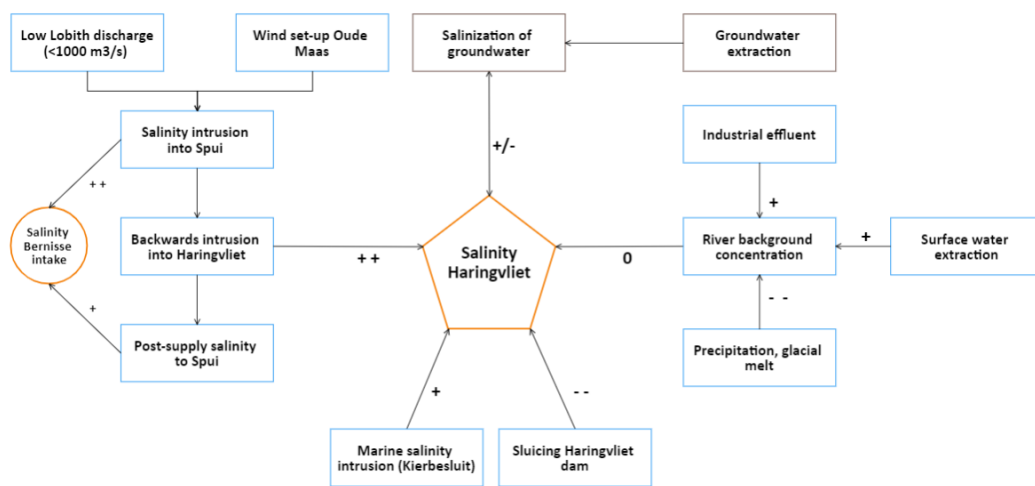 Low Lobith discharge
(<1000 m3/s)
Wind set-up Oude
Maas
Salinization of
groundwater
Groundwater
extraction
Salinity intrusion
into Spui
Industrial effluent
+ +
+/-
+
Salinity
Bernisse
intake
Backwards intrusion
into Haringvliet
+ +
Salinity
Haringvliet
0
River background
concentration
+
Surface water
extraction
+
- -
Post-supply salinity
to Spui
Precipitation, glacial
melt
+
- -
Marine salinity
intrusion (Kierbesluit)
Sluicing Haringvliet
dam